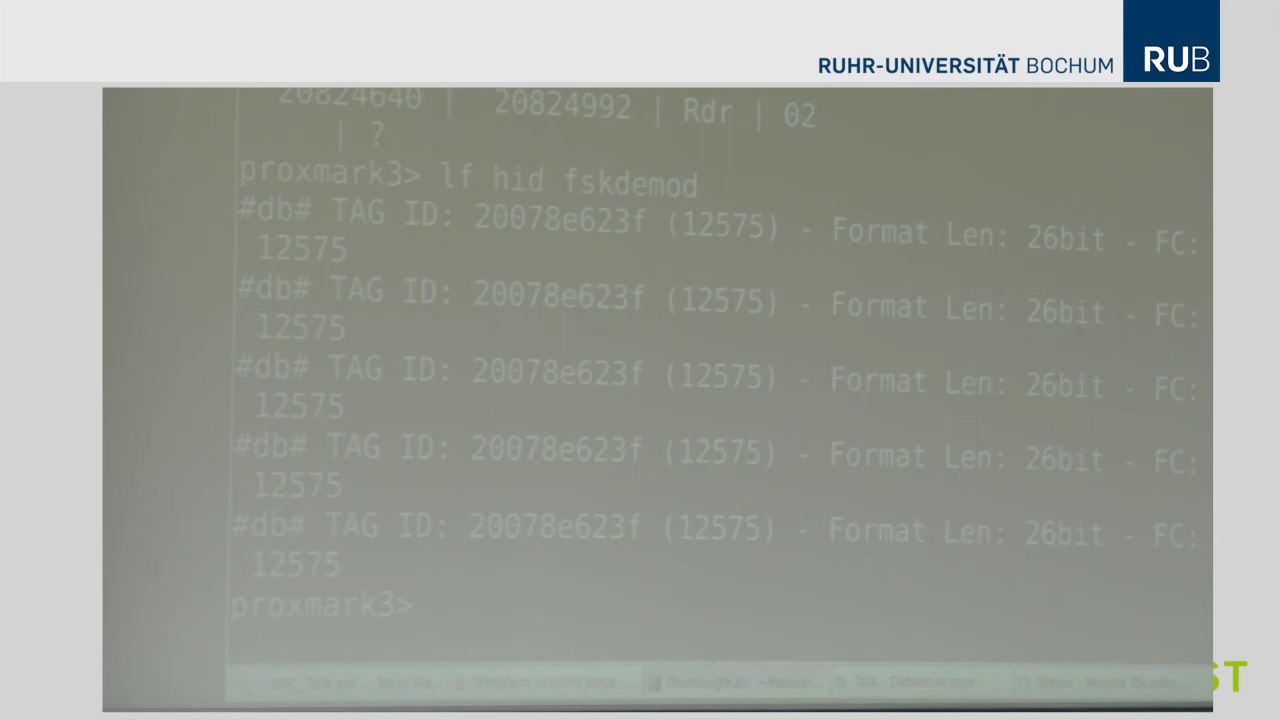 RUHR-UNIVERSITÄT BOCHUM RUB
20824640 | 20824992 | Rdr | 02
| ?
proxmark3> lf hid fskdemod
#db# TAG ID: 20078e623f (12575) - Format Len: 26bit - FC:
12575
#db# TAG ID: 20078e623f (12575) - Format Len: 26bit - FC:
12575
#db# TAG ID: 20078e623f (12575) - Format Len: 26bit - FC:
12575
#db# TAG ID: 20078e623f (12575) - Format Len: 26bit - FC:
12575
#db# TAG ID: 20078e623f (12575) - Format Len: 26bit - FC:
12575
proxmark3>
ST